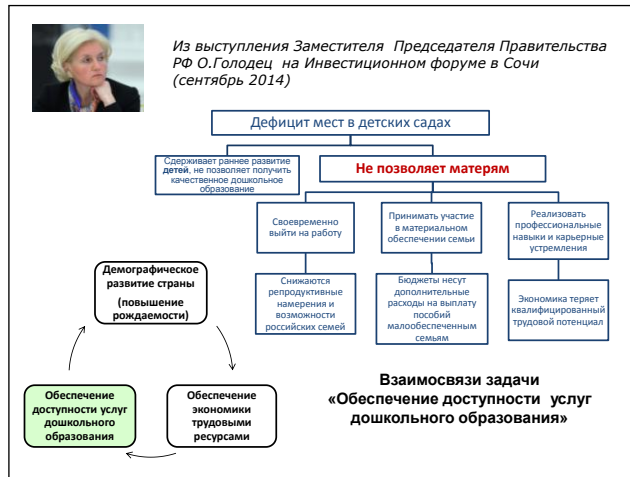 Из выступления Заместителя Председателя Правительства
РФ О.Голодец на Инвестиционном форуме в Сочи
(сентябрь 2014)
Дефицит мест в детских садах
Сдерживает раннее развитие
детей, не позволяет получить
качественное дошкольное
образование
Не позволяет матерям
Своевременно
выйти на работу
Принимать участие
в материальном
обеспечении семьи
Реализовать
профессиональные
навыки и карьерные
устремления
Снижаются
репродуктивные
намерения и
возможности
российских семей
Бюджеты несут
дополнительные
расходы на выплату
пособий
малообеспеченным
семьям
Экономика теряет
квалифицированный
трудовой потенциал
Демографическое
развитие страны
(повышение
рождаемости)
Обеспечение
доступности услуг
дошкольного
образования
Обеспечение
экономики
трудовыми
ресурсами
Взаимосвязи задачи
«Обеспечение доступности услуг
дошкольного образования»